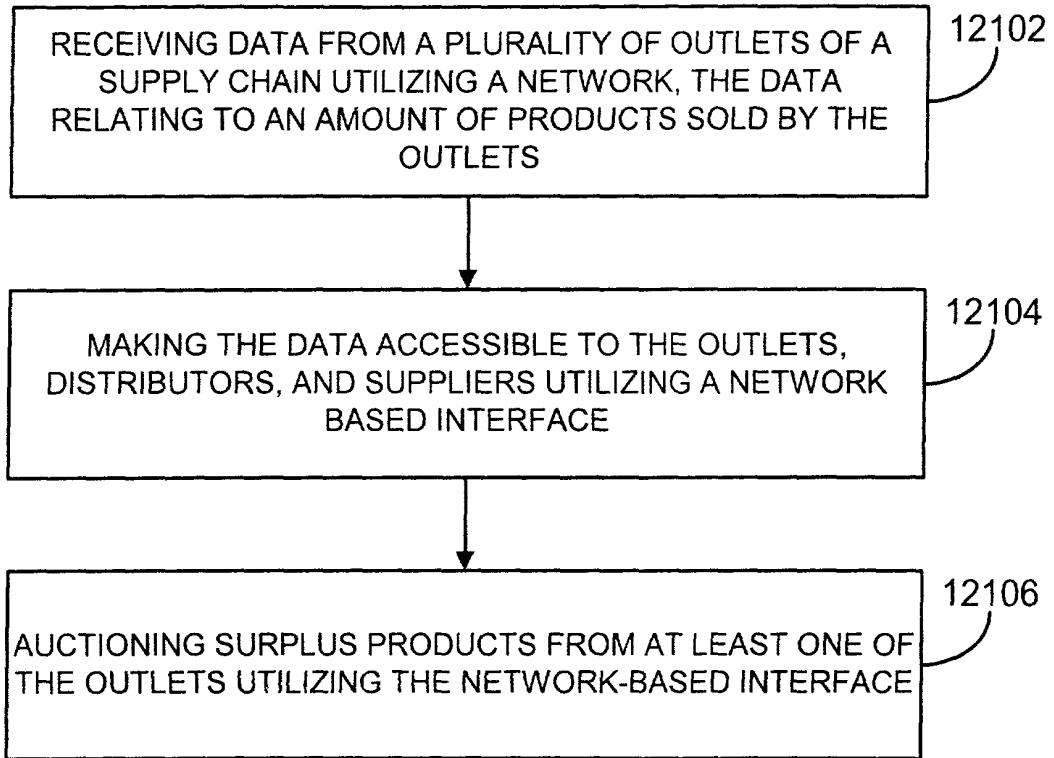 RECEIVING DATA FROM A PLURALITY OF OUTLETS OF A
SUPPLY CHAIN UTILIZING A NETWORK, THE DATA
RELATING TO AN AMOUNT OF PRODUCTS SOLD BY THE
OUTLETS
12102
MAKING THE DATA ACCESSIBLE TO THE OUTLETS,
DISTRIBUTORS, AND SUPPLIERS UTILIZING A NETWORK
BASED INTERFACE
12104
AUCTIONING SURPLUS PRODUCTS FROM AT LEAST ONE OF
THE OUTLETS UTILIZING THE NETWORK-BASED INTERFACE
12106